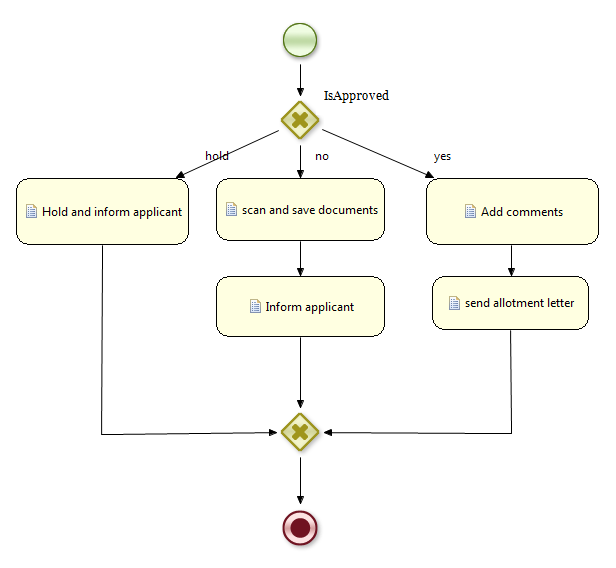 IsApproved
hold
no
yes
Hold and inform applicant
scan and save documents
Add comments
Inform applicant
send allotment letter